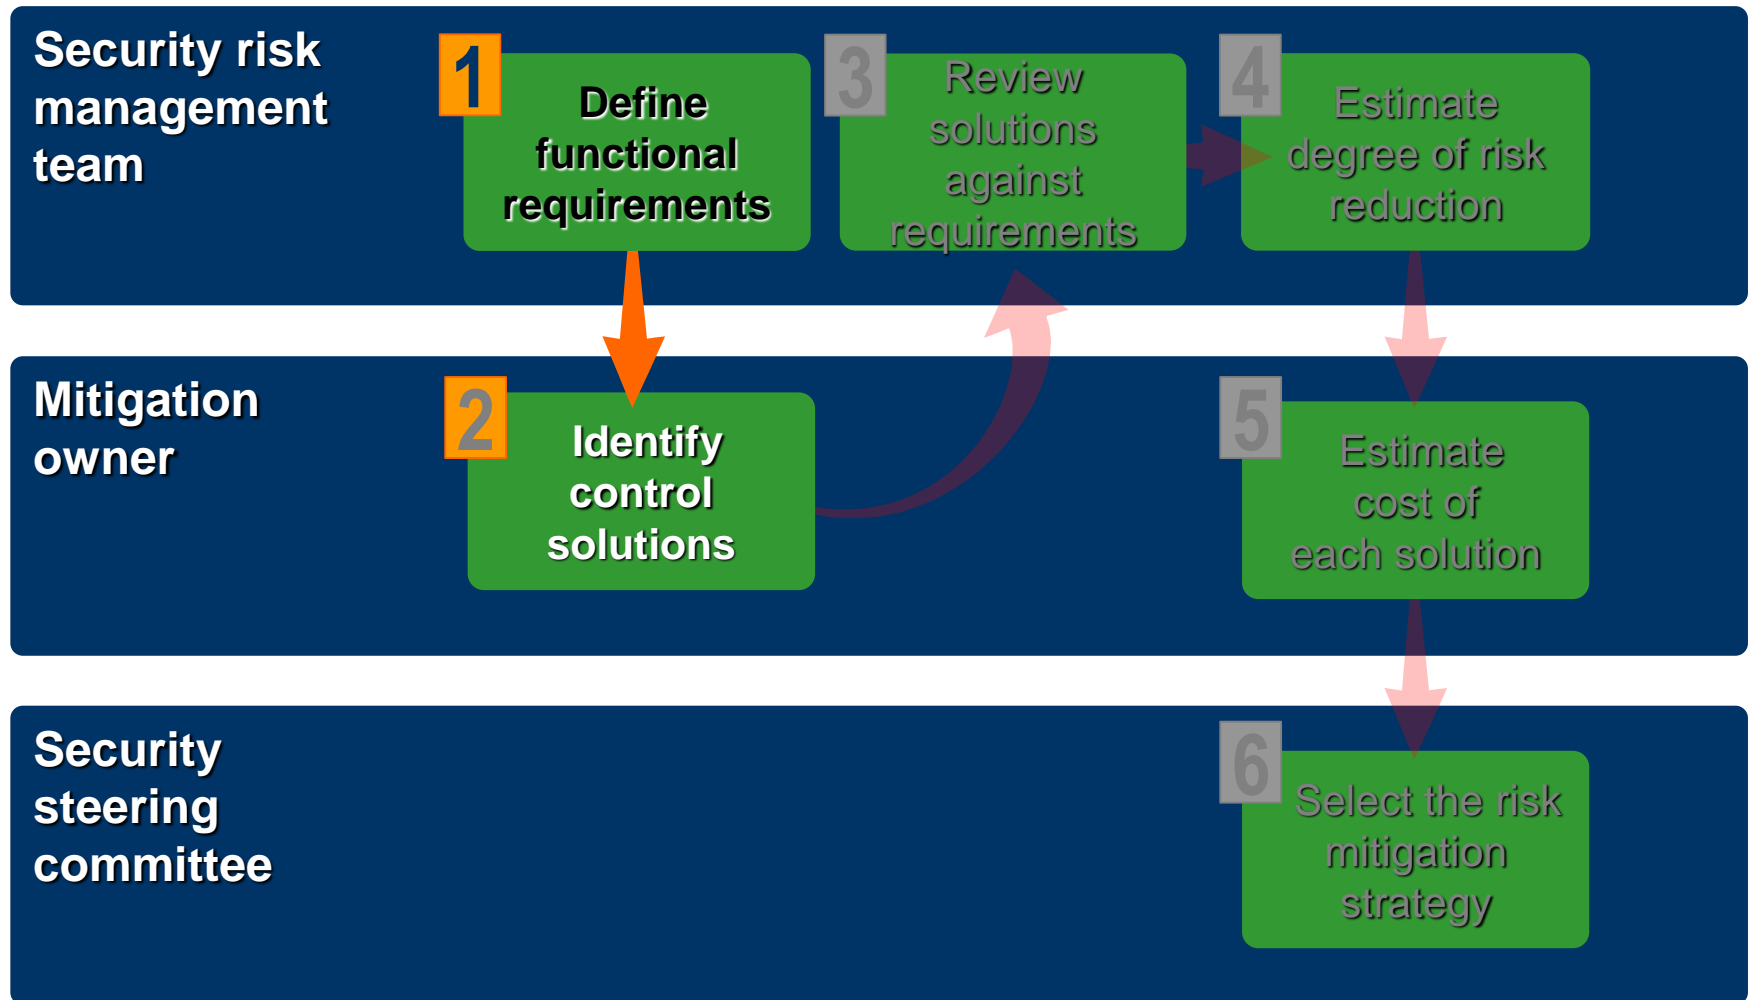 Security risk
management
team
1
Define
functional
requirements
3
Review
solutions
against
requirements
4
Estimate
degree of risk
reduction
Mitigation
owner
2
Identify
control
solutions
5
Estimate
cost of
each solution
Security
steering
committee
6
Select the risk
mitigation
strategy